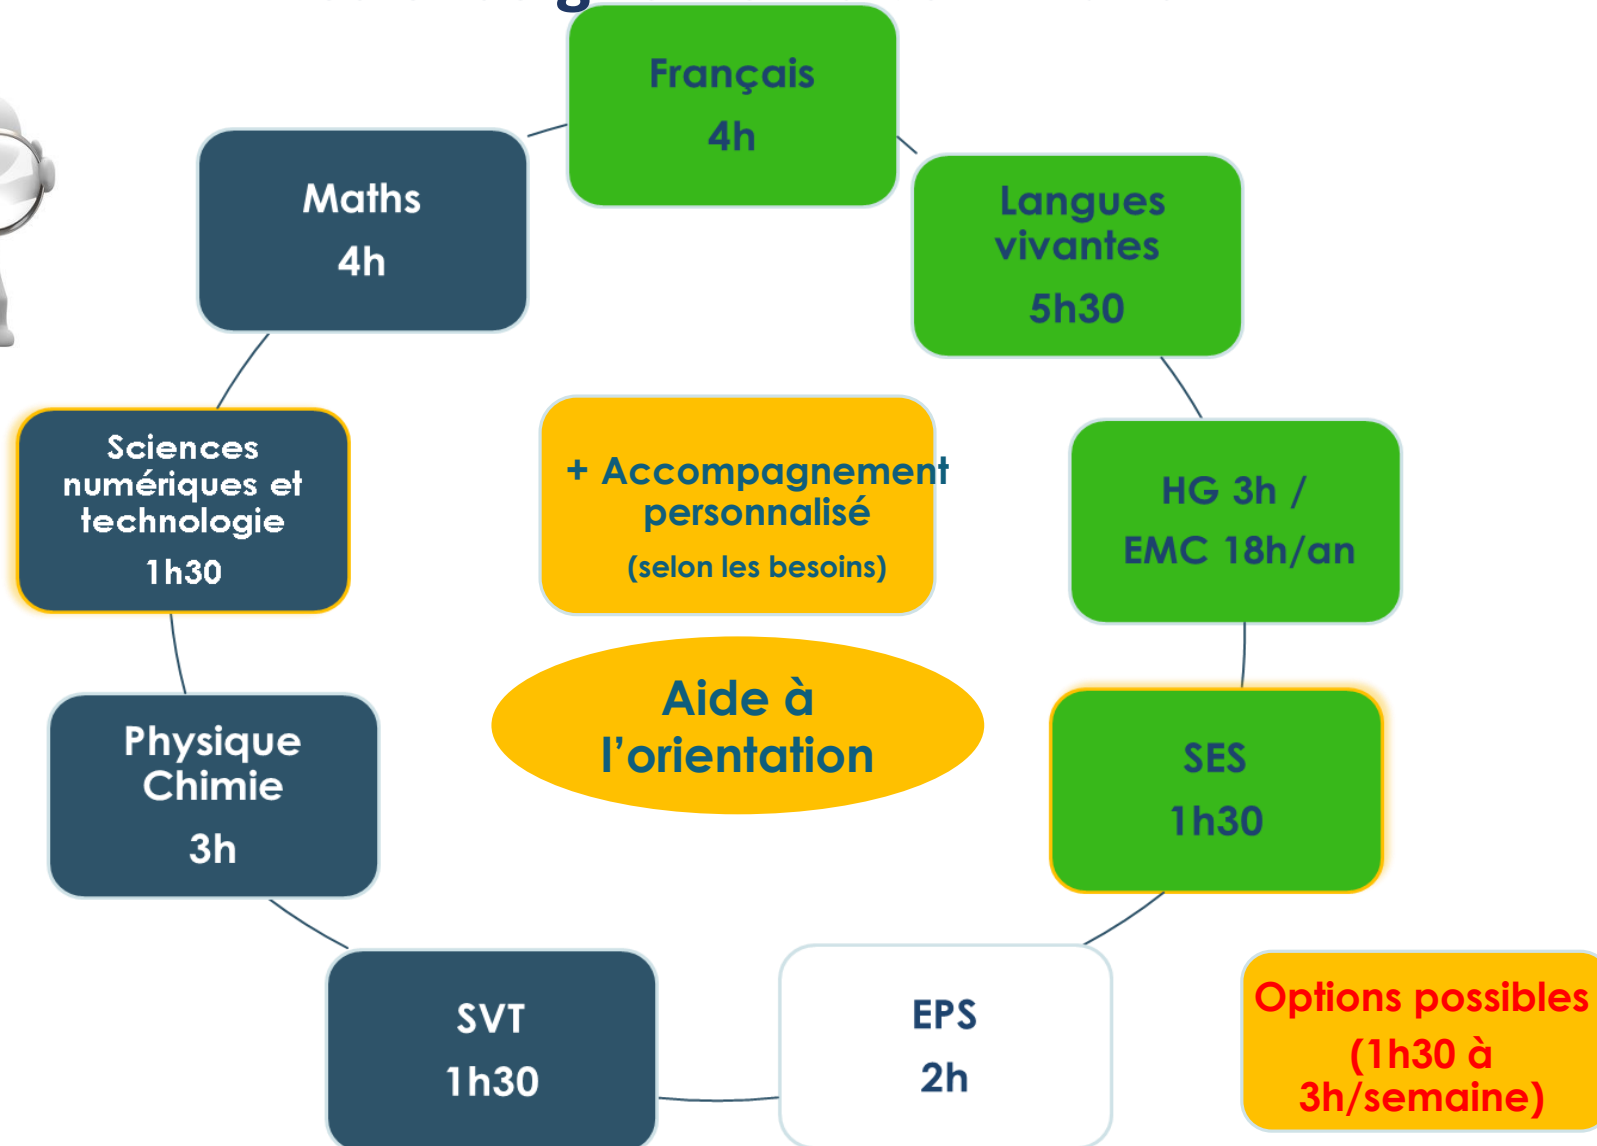 Français
4h
Langues
vivantes
5h30
HG 3h /
EMC 18h/an
SES
1h30
EPS
2h
SVT
1h30
Physique
Chimie
3h
Sciences
numériques et
technologie
1h30
Maths
4h
+ Accompagnement
personnalisé
(selon les besoins)
Aide à
l’orientation
Options possibles
(1h30 à
3h/semaine)